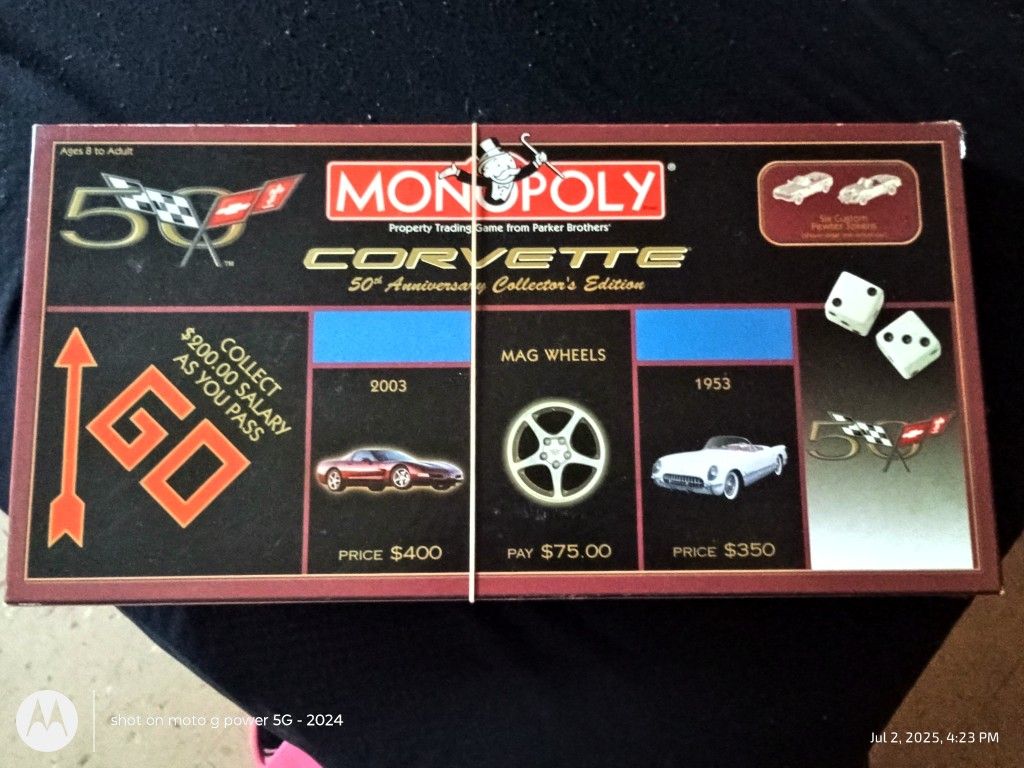 Ages 8 to Adult
50
TM
MONOPOLY®
Property Trading Game from Parker Brothers®
CORVETTE
50th Anniversary Collector's Edition
Six Custom
Pewter Tokens
COLLECT
$200.00 SALARY
AS YOU PASS
GO
2003
PRICE $400
MAG WHEELS
PAY $75.00
1953
PRICE $350
50
shot on moto g power 5G - 2024
Jul 2, 2025, 4:23 PM